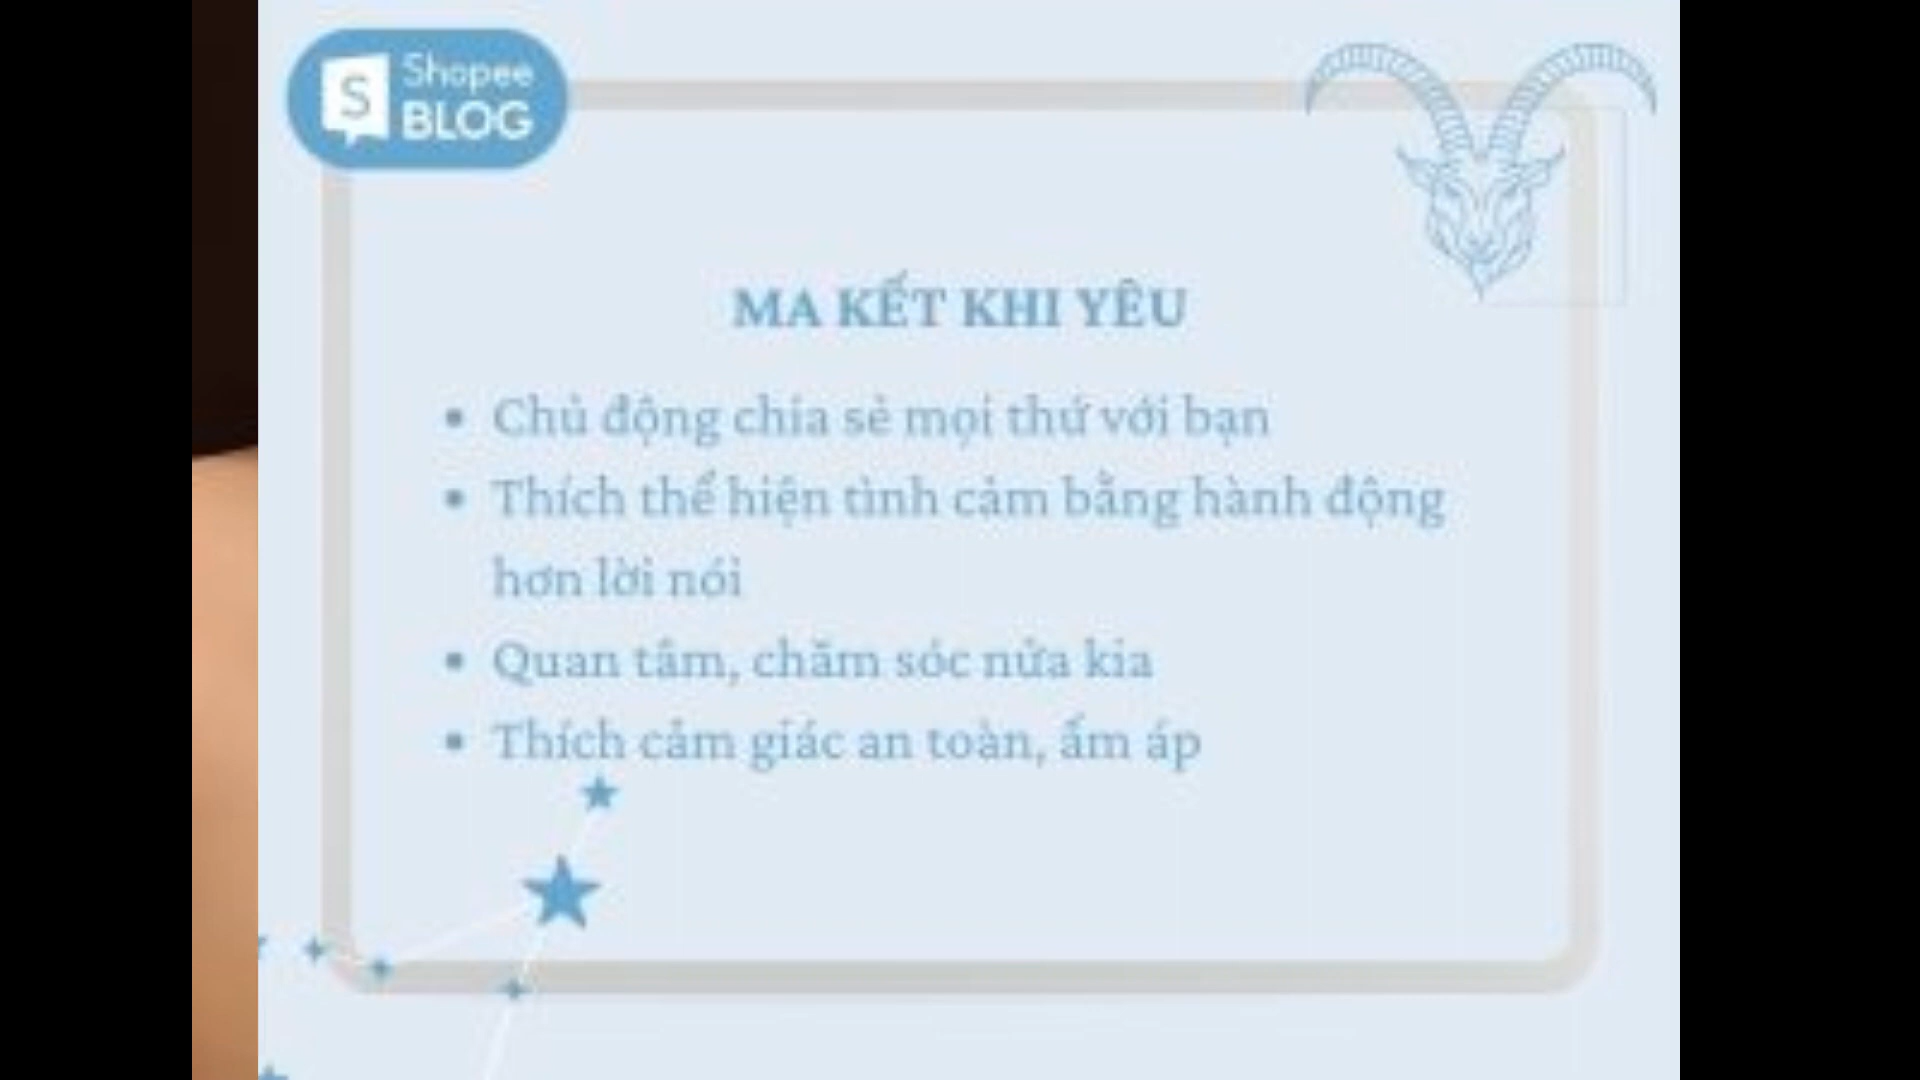 Shopee
BLOG
MA KẾT KHI YÊU
• Chủ động chia sẻ mọi thứ với bạn
• Thích thể hiện tình cảm bằng hành động
hơn lời nói
• Quan tâm, chăm sóc nửa kia
• Thích cảm giác an toàn, ấm áp